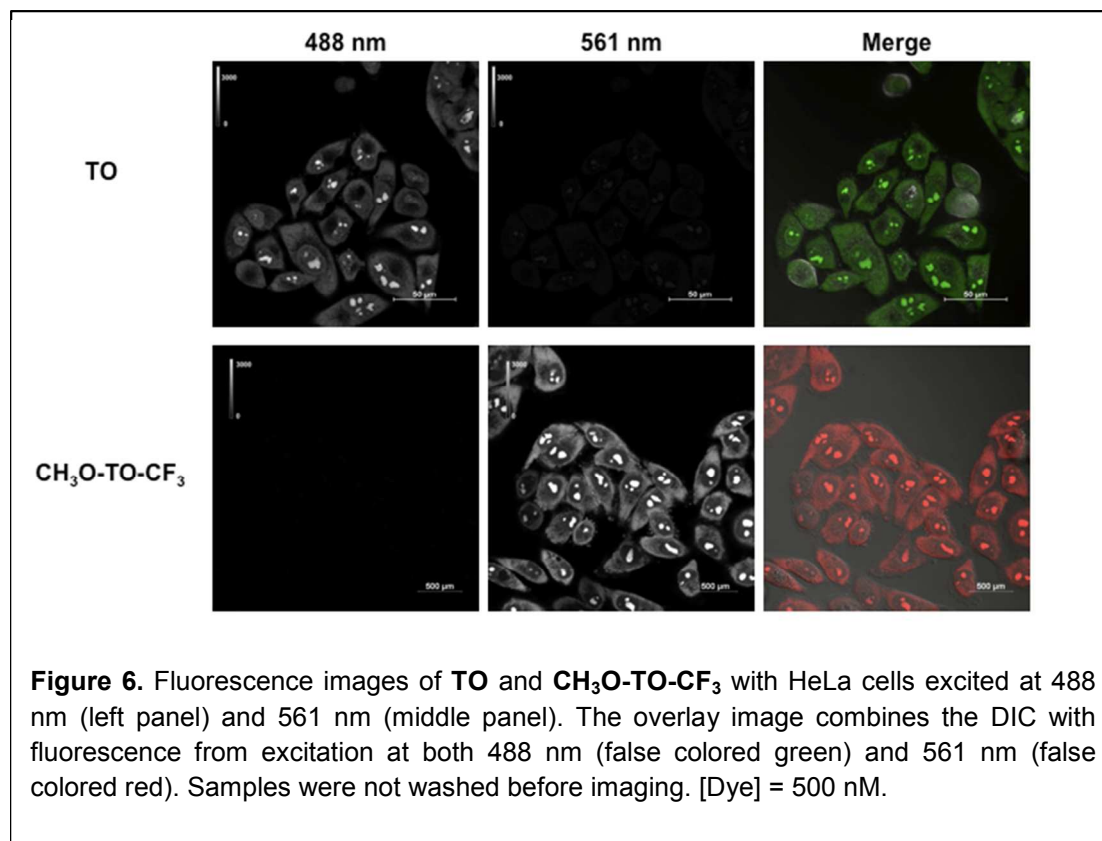 488 nm 561 nm Merge
TO
3000
0
3000
0
50 µm
50 µm
50 µm
CH₃O-TO-CF₃
3000
0
3000
0
500 µm
500 µm
500 µm
Figure 6. Fluorescence images of TO and CH₃O-TO-CF₃ with HeLa cells excited at 488
nm (left panel) and 561 nm (middle panel). The overlay image combines the DIC with
fluorescence from excitation at both 488 nm (false colored green) and 561 nm (false
colored red). Samples were not washed before imaging. [Dye] = 500 nM.